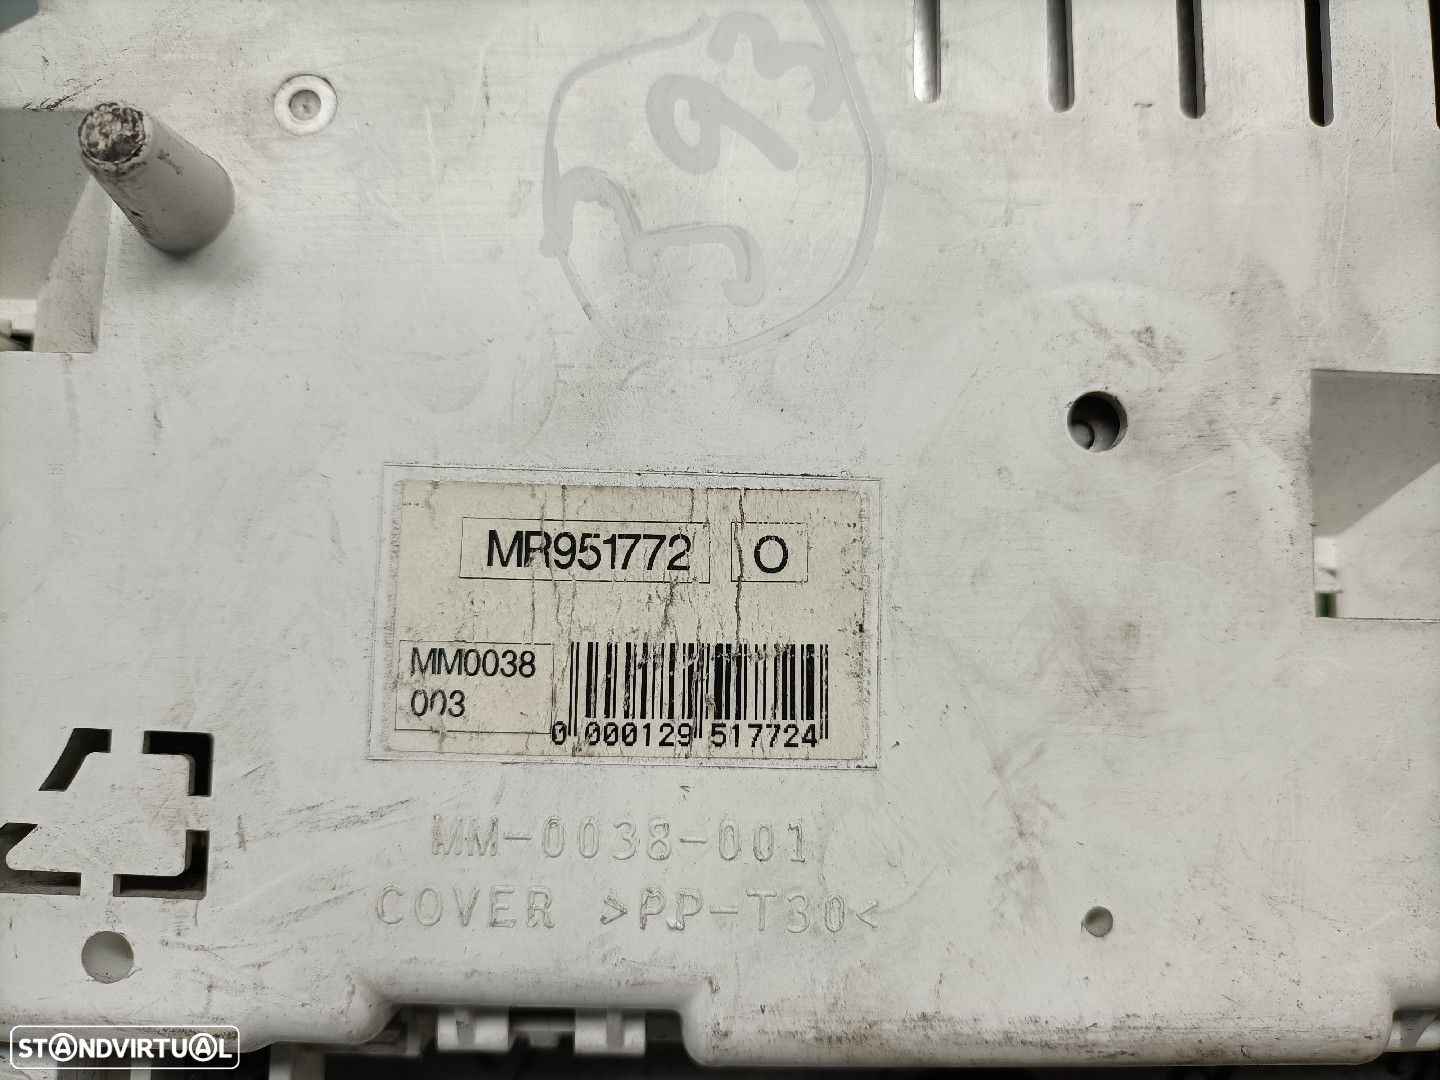 393
MR951772 O
MM0038
003
0 000129 517724
MM-0038-001
COVER >PP-T30<
STANDVIRTUAL